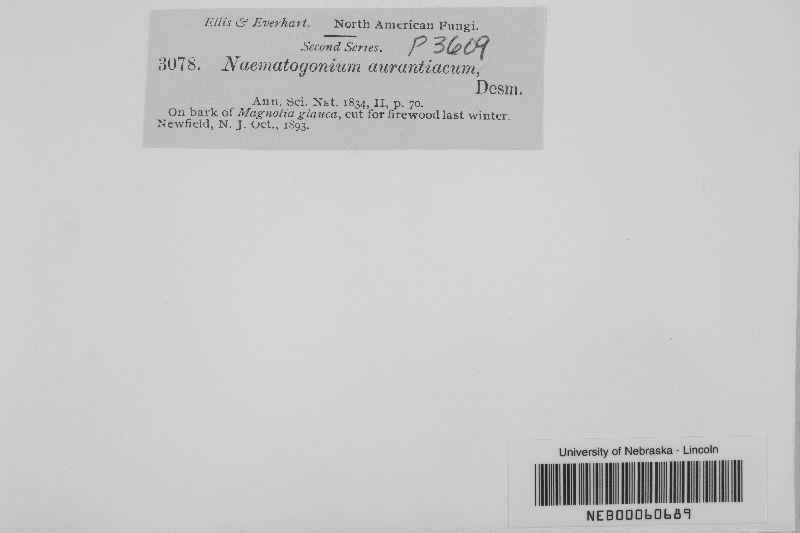 Ellis & Everhart. North American Fungi.
Second Series. P3609
3078. Naematogonium aurantiacum,
Desm.
Ann. Sci. Nat. 1834, II, p. 70.
On bark of Magnolia glauca, cut for firewood last winter.
Newfield, N. J. Oct., 1893.
University of Nebraska - Lincoln
NEB00060689